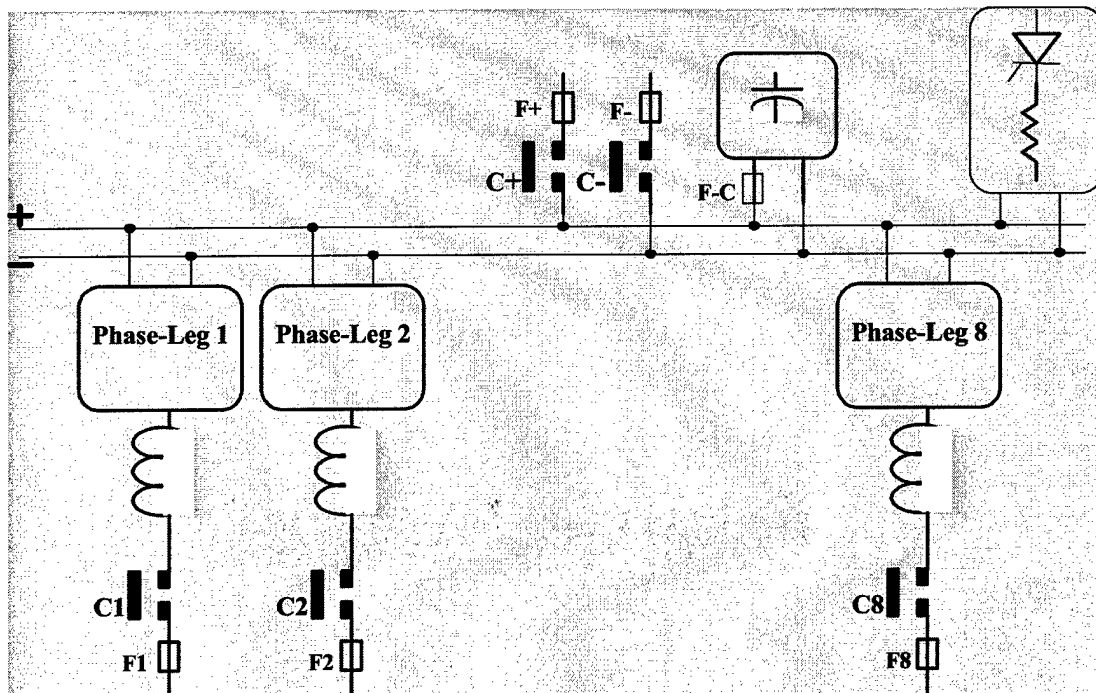 F+
F-
C+
C-
F-C
+
−
Phase-Leg 1
Phase-Leg 2
Phase-Leg 8
C1
C2
C8
F1
F2
F8